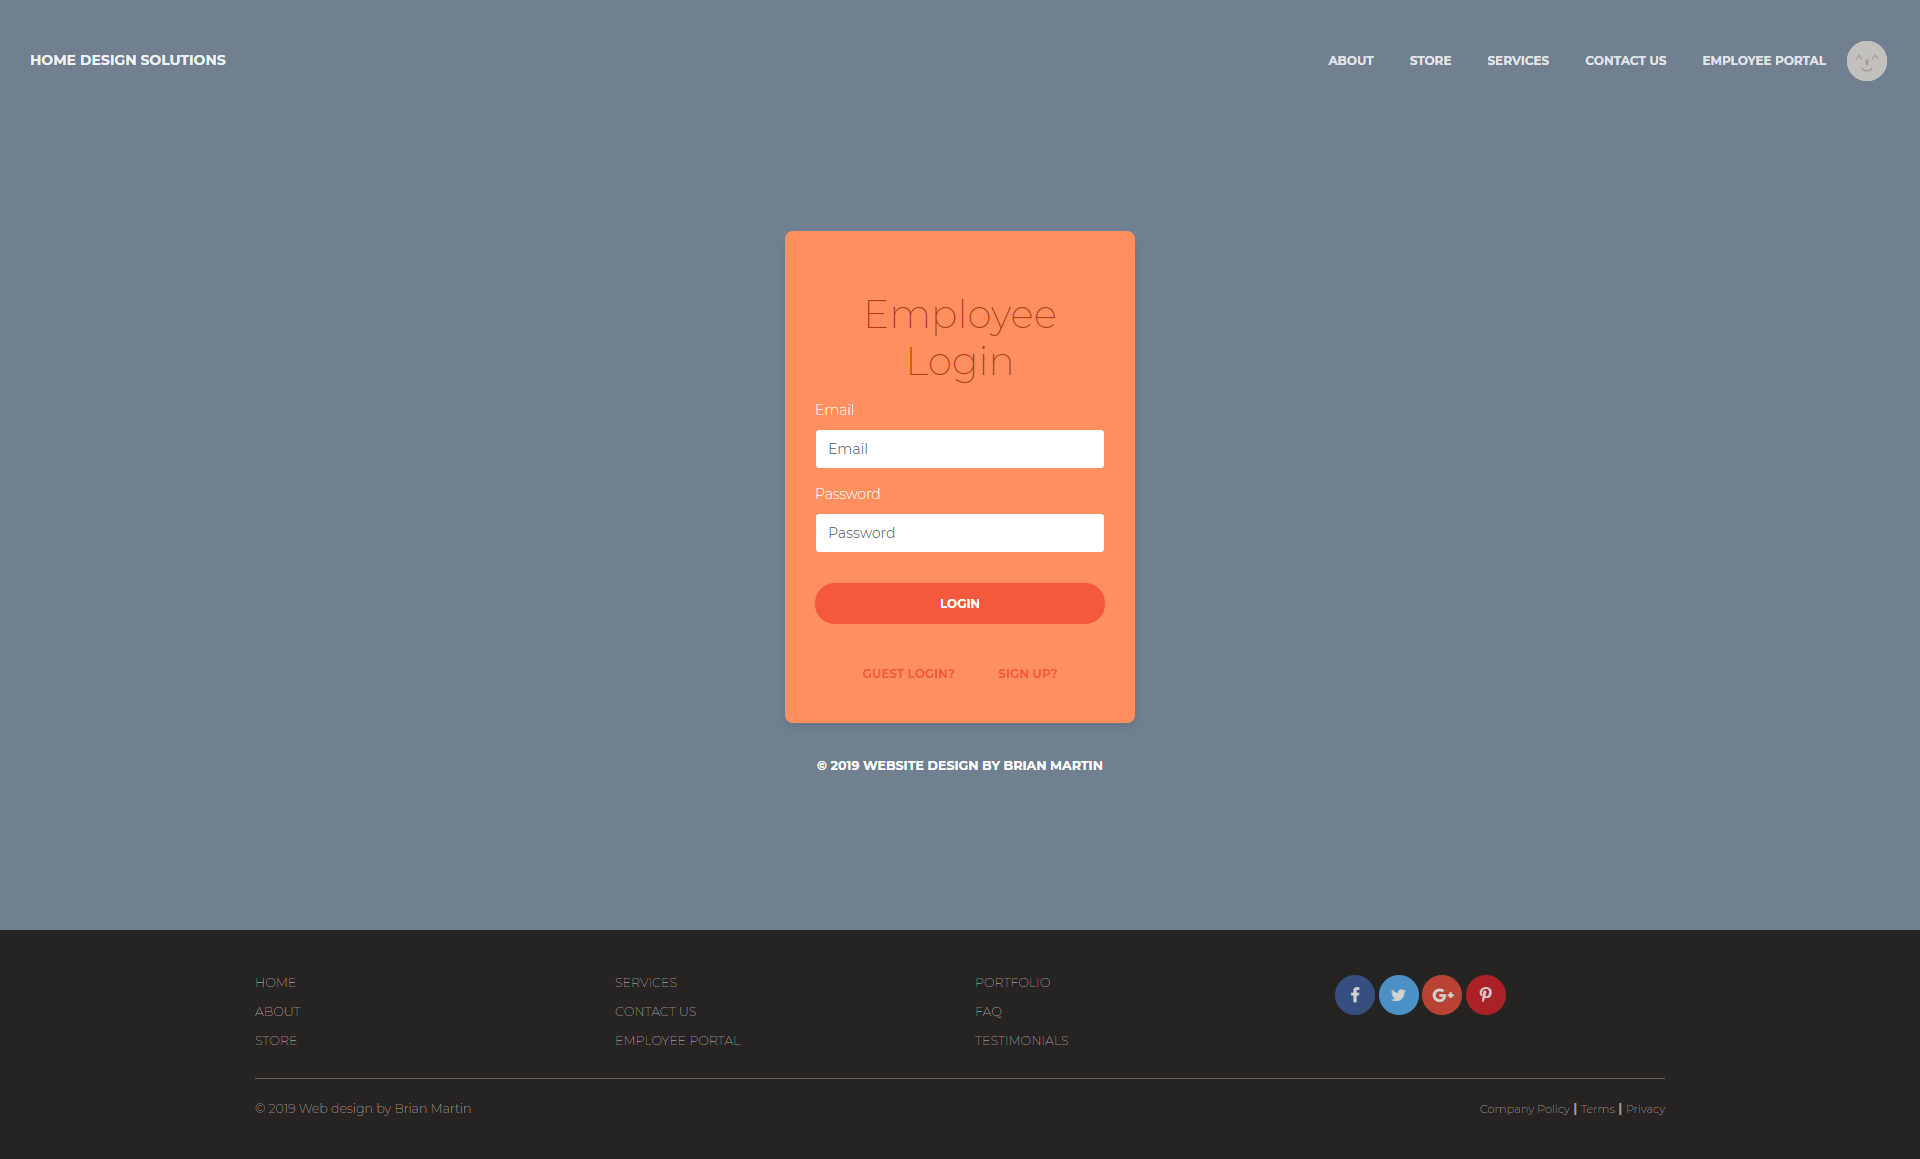 HOME DESIGN SOLUTIONS
ABOUT STORE SERVICES CONTACT US EMPLOYEE PORTAL
Employee
Login
Email
Email
Password
Password
LOGIN
GUEST LOGIN? SIGN UP?
© 2019 WEBSITE DESIGN BY BRIAN MARTIN
HOME SERVICES PORTFOLIO
ABOUT CONTACT US FAQ
STORE EMPLOYEE PORTAL TESTIMONIALS
© 2019 Web design by Brian Martin
Company Policy | Terms | Privacy